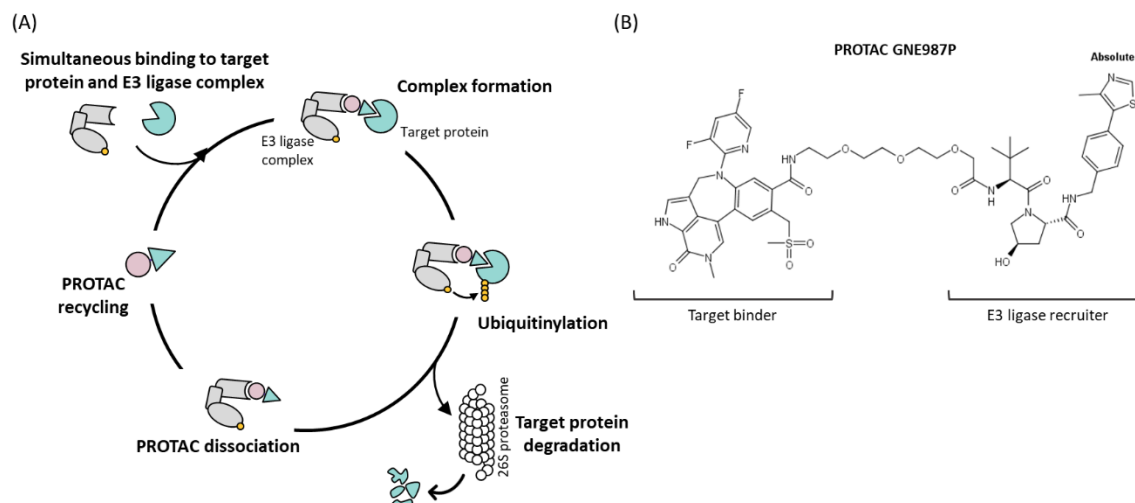 (A)
Simultaneous binding to target
protein and E3 ligase complex
Complex formation
E3 ligase
complex
Target protein
Ubiquitinylation
26S proteasome
Target protein
degradation
PROTAC dissociation
PROTAC
recycling
(B)
PROTAC GNE987P
Absolute
F
F
N
N
HN
O
N
O
S
O
O
HN
O
O
O
O
O
N
H
O
N
HO
HN
O
N
S
Target binder
E3 ligase recruiter